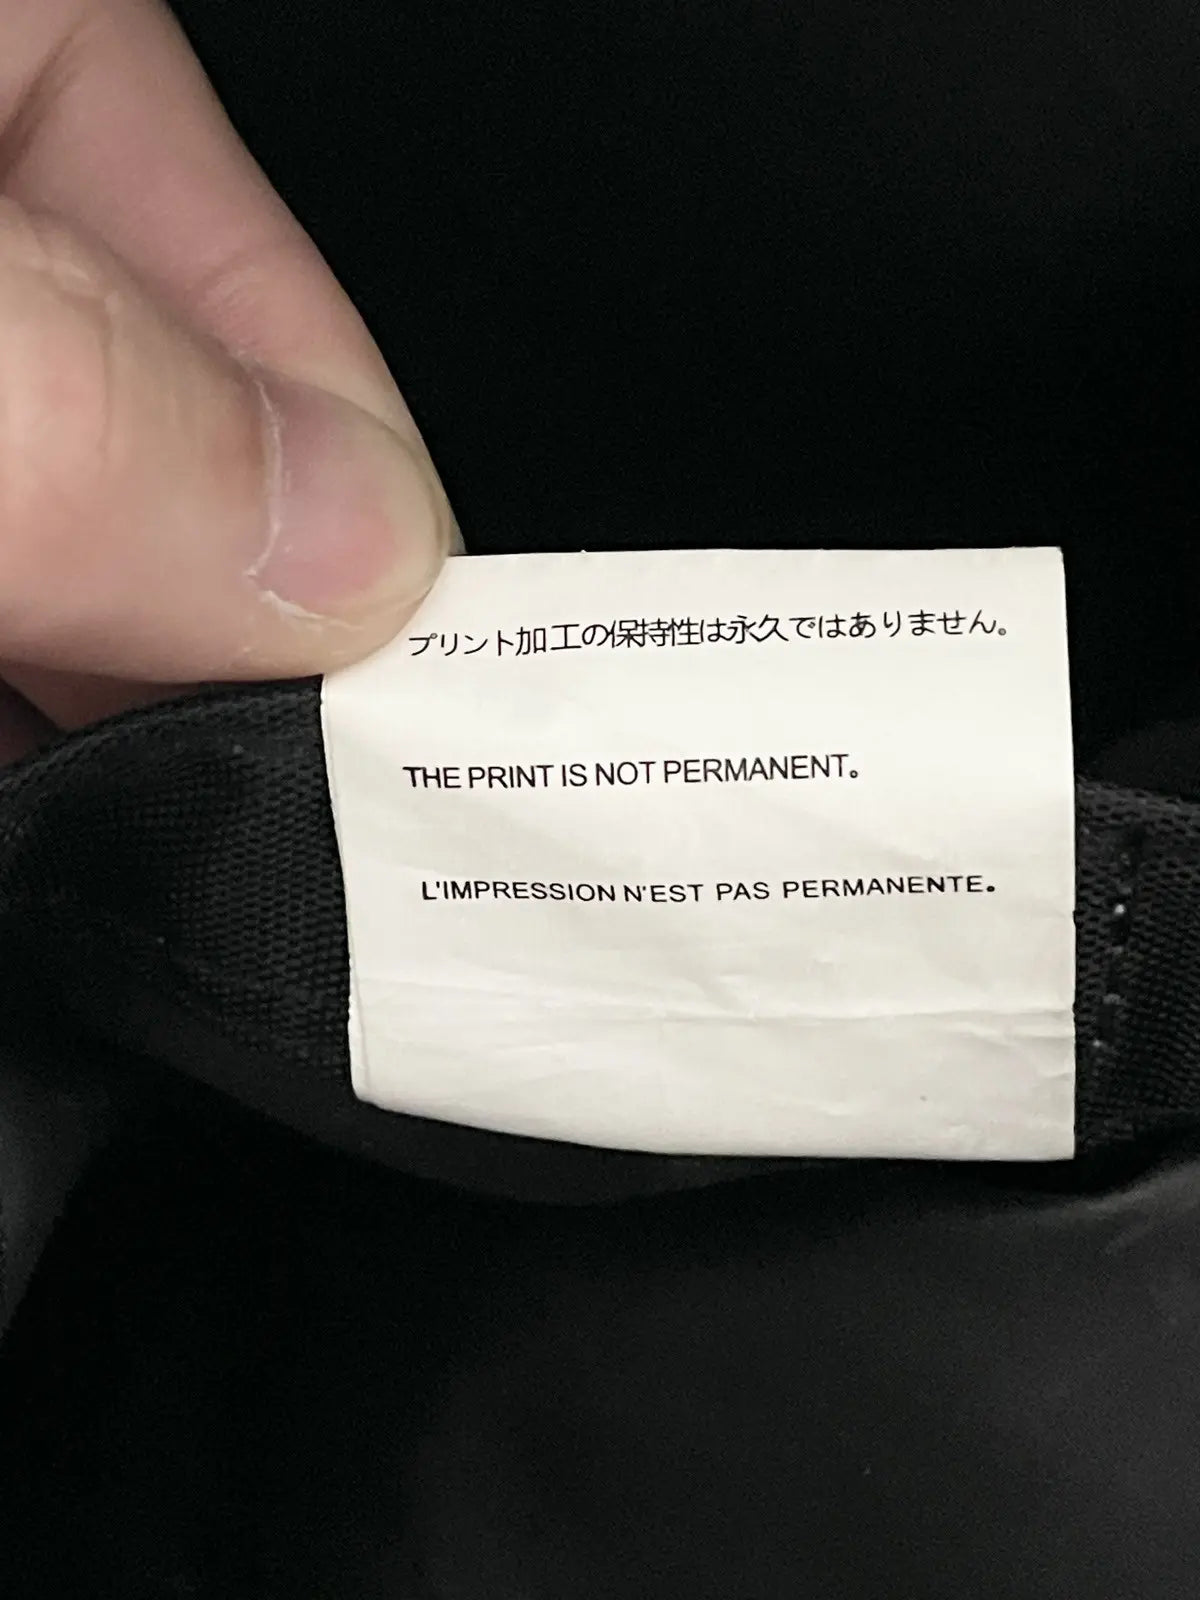 プリント加工の保持性は永久ではありません。
THE PRINT IS NOT PERMANENT。
L'IMPRESSION N'EST PAS PERMANENTE。